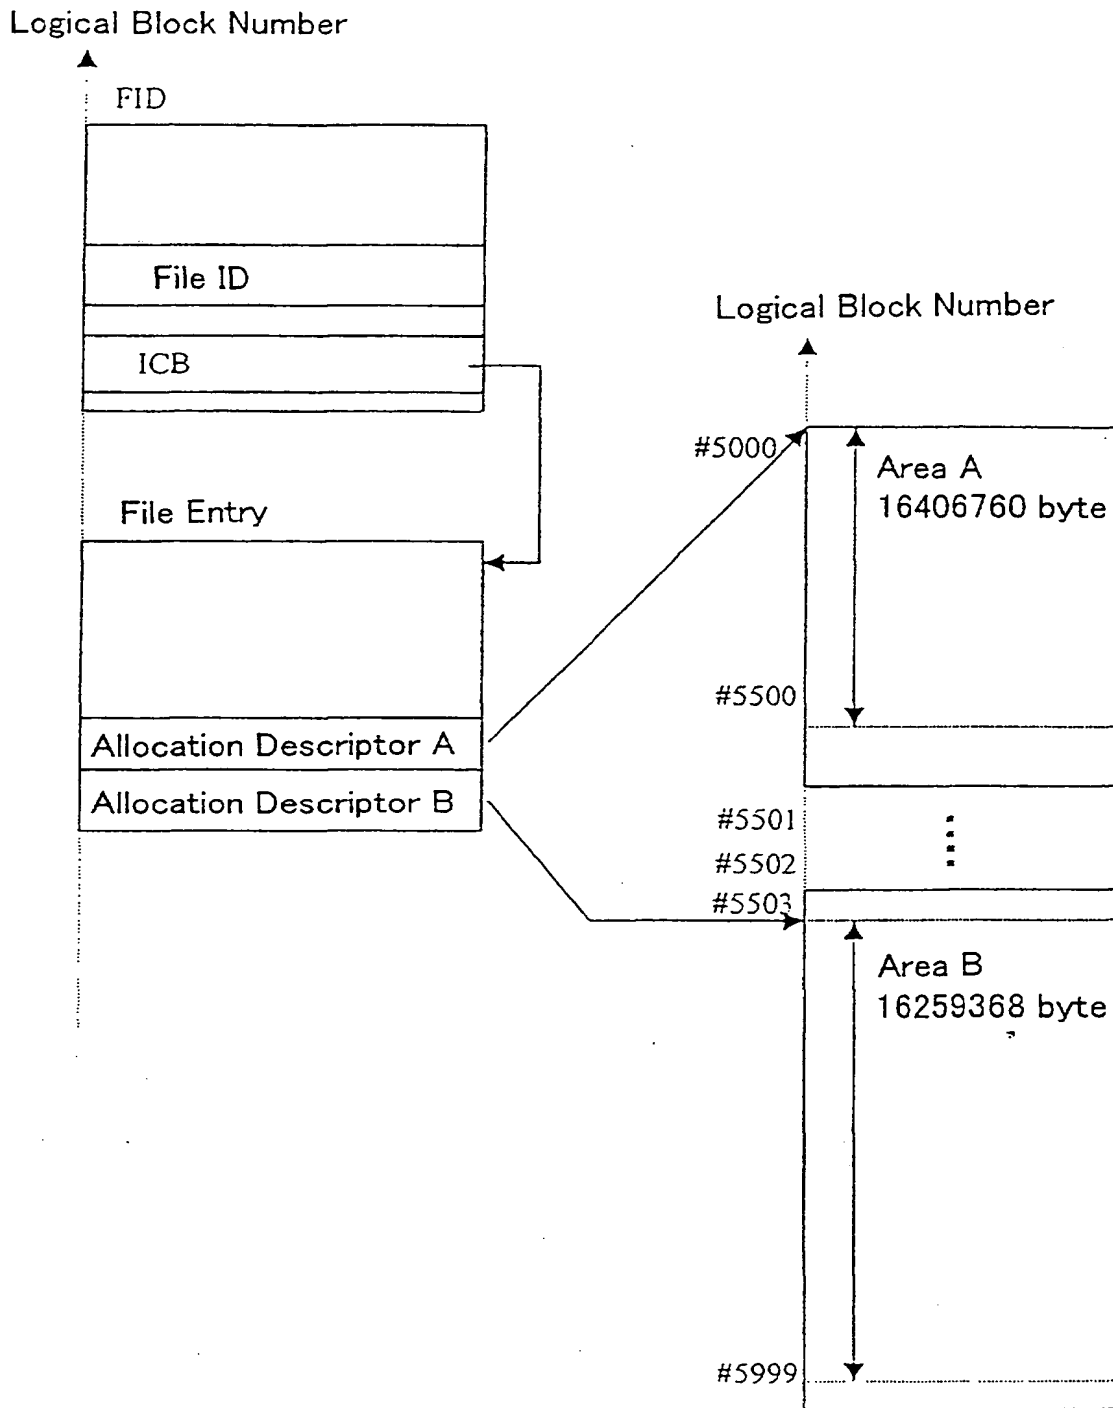 Logical Block Number
FID
File ID
ICB
File Entry
Allocation Descriptor A
Allocation Descriptor B
Logical Block Number
#5000
Area A
16406760 byte
#5500
#5501
#5502
#5503
Area B
16259368 byte
#5999